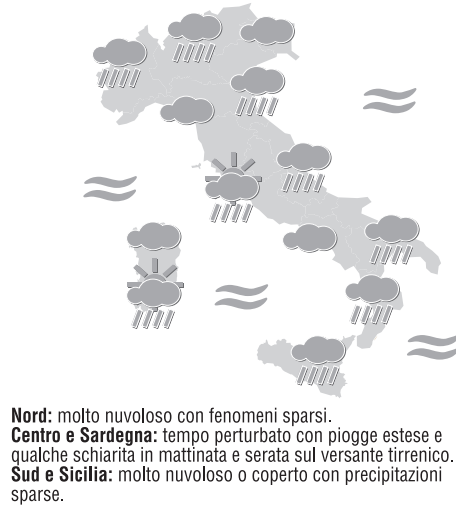 Nord: molto nuvoloso con fenomeni sparsi.
Centro e Sardegna: tempo perturbato con piogge estese e
qualche schiarita in mattinata e serata sul versante tirrenico.
Sud e Sicilia: molto nuvoloso o coperto con precipitazioni
sparse.